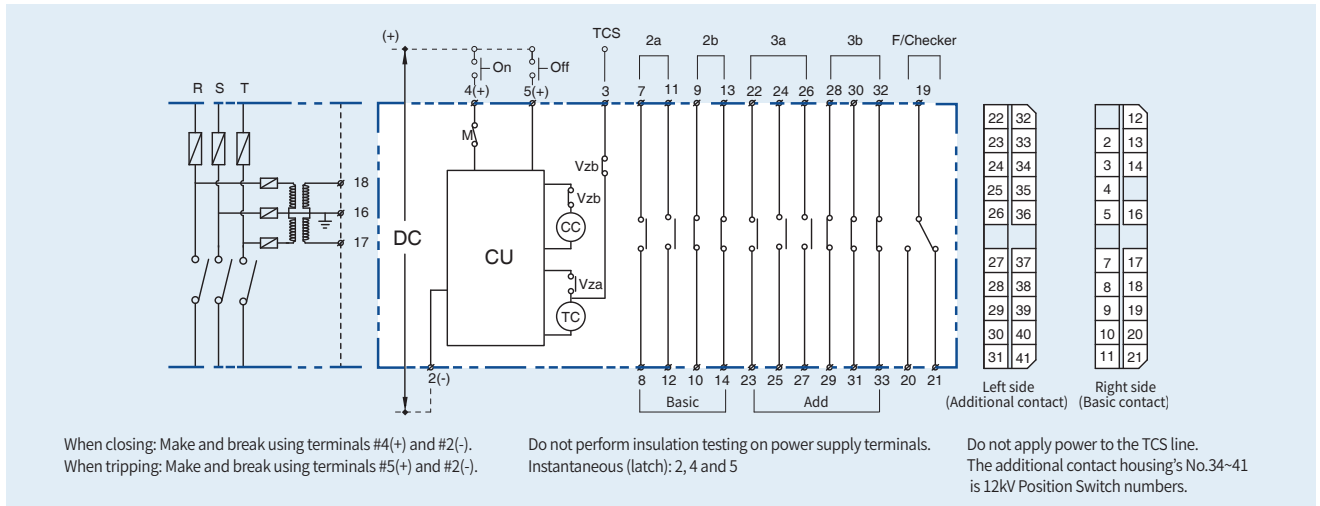 (+)
TCS
2a
2b
3a
3b
F/Checker
On
Off
R S T
4(+)
5(+)
3
7
11
9
13
22
24
26
28
30
32
19
M
Vzb
Vzb
CC
CU
DC
Vza
TC
18
16
17
2(-)
8
12
10
14
23
25
27
29
31
33
20
21
Basic
Add
22 32
23 33
24 34
25 35
26 36
27 37
28 38
29 39
30 40
31 41
Left side
(Additional contact)
12
2 13
3 14
4
5 16
7 17
8 18
9 19
10 20
11 21
Right side
(Basic contact)
When closing: Make and break using terminals #4(+) and #2(-).
When tripping: Make and break using terminals #5(+) and #2(-).
Do not perform insulation testing on power supply terminals.
Instantaneous (latch): 2, 4 and 5
Do not apply power to the TCS line.
The additional contact housing’s No.34~41
is 12kV Position Switch numbers.